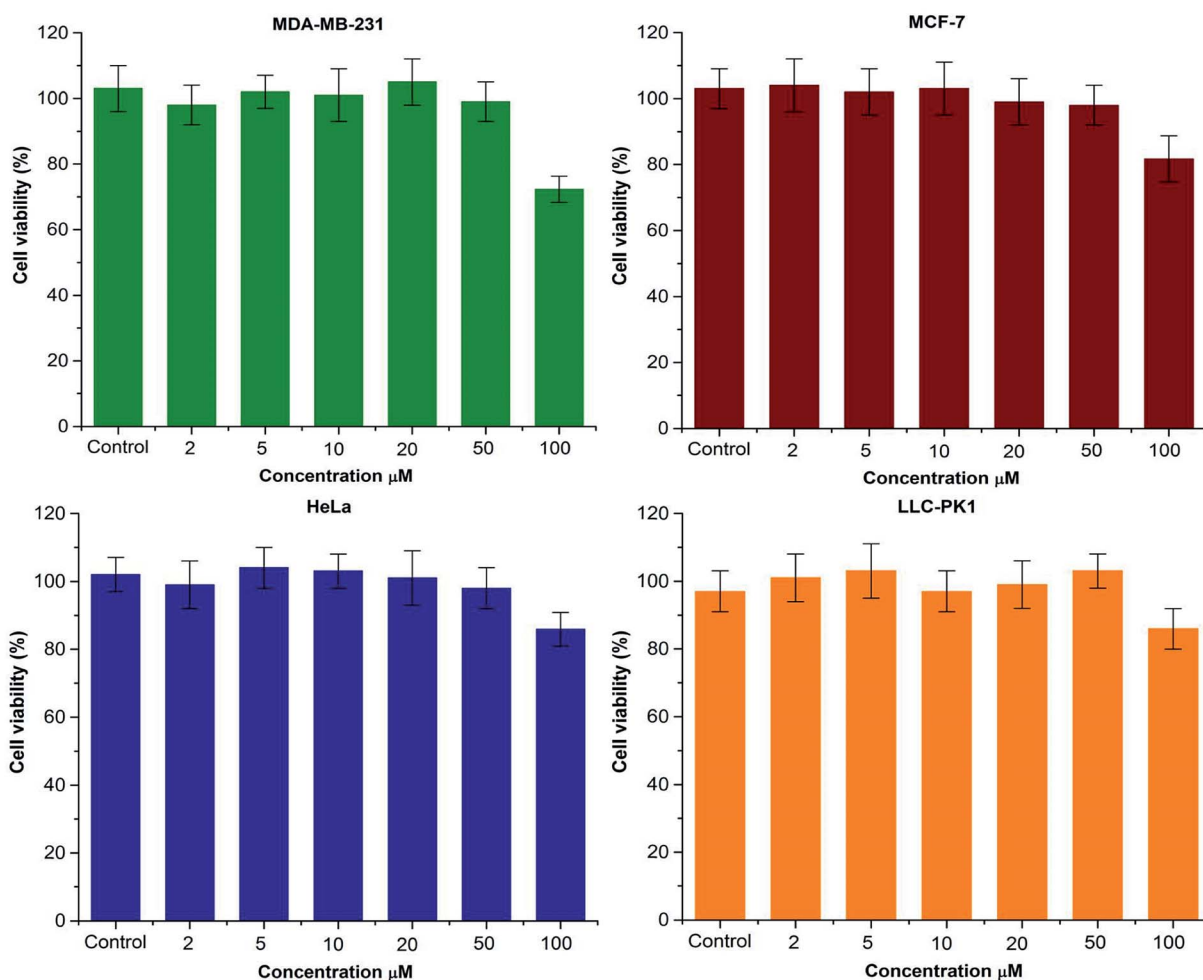 MDA-MB-231
Cell viability (%)
120
100
80
60
40
20
0
Control 2 5 10 20 50 100
Concentration μM
MCF-7
Cell viability (%)
120
100
80
60
40
20
0
Control 2 5 10 20 50 100
Concentration μM
HeLa
Cell viability (%)
120
100
80
60
40
20
0
Control 2 5 10 20 50 100
Concentration μM
LLC-PK1
Cell viability (%)
120
100
80
60
40
20
0
Control 2 5 10 20 50 100
Concentration μM